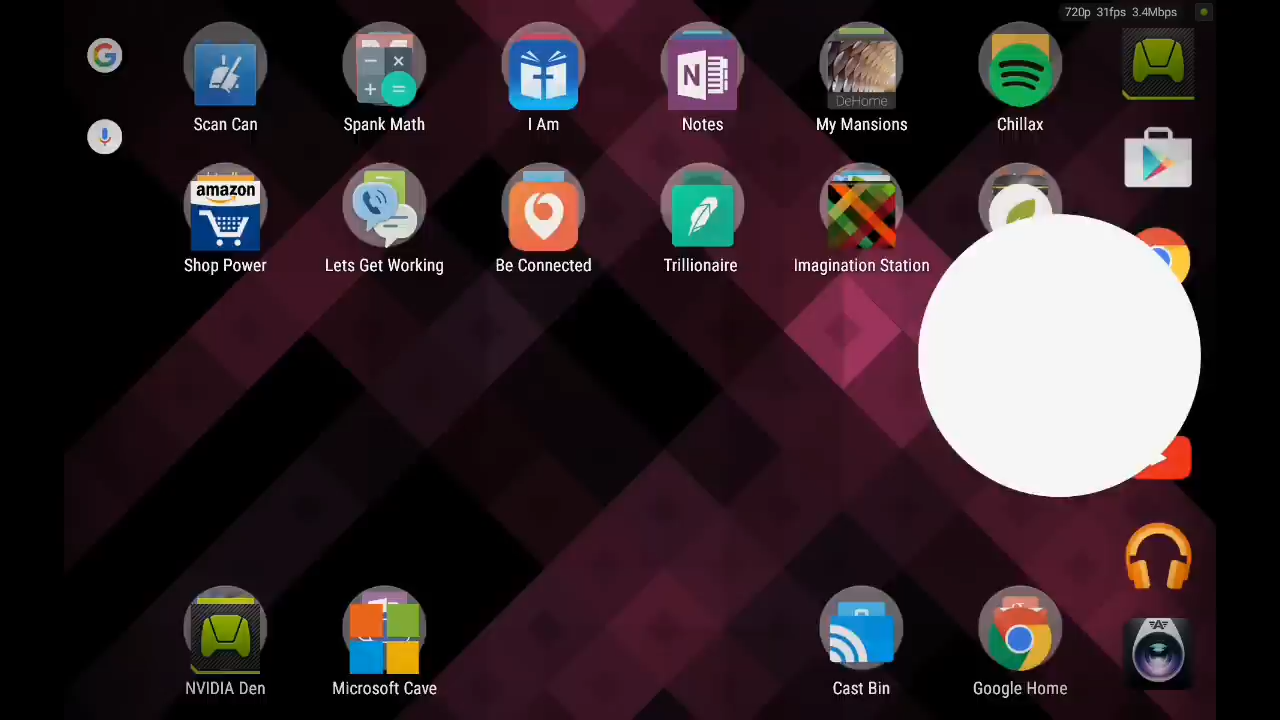 720p 31fps 3.4Mbps
Scan Can
Spank Math
I Am
Notes
My Mansions
Chillax
N
DeHome
amazon
Shop Power
Lets Get Working
Be Connected
Trillionaire
Imagination Station
NVIDIA Den
Microsoft Cave
Cast Bin
Google Home